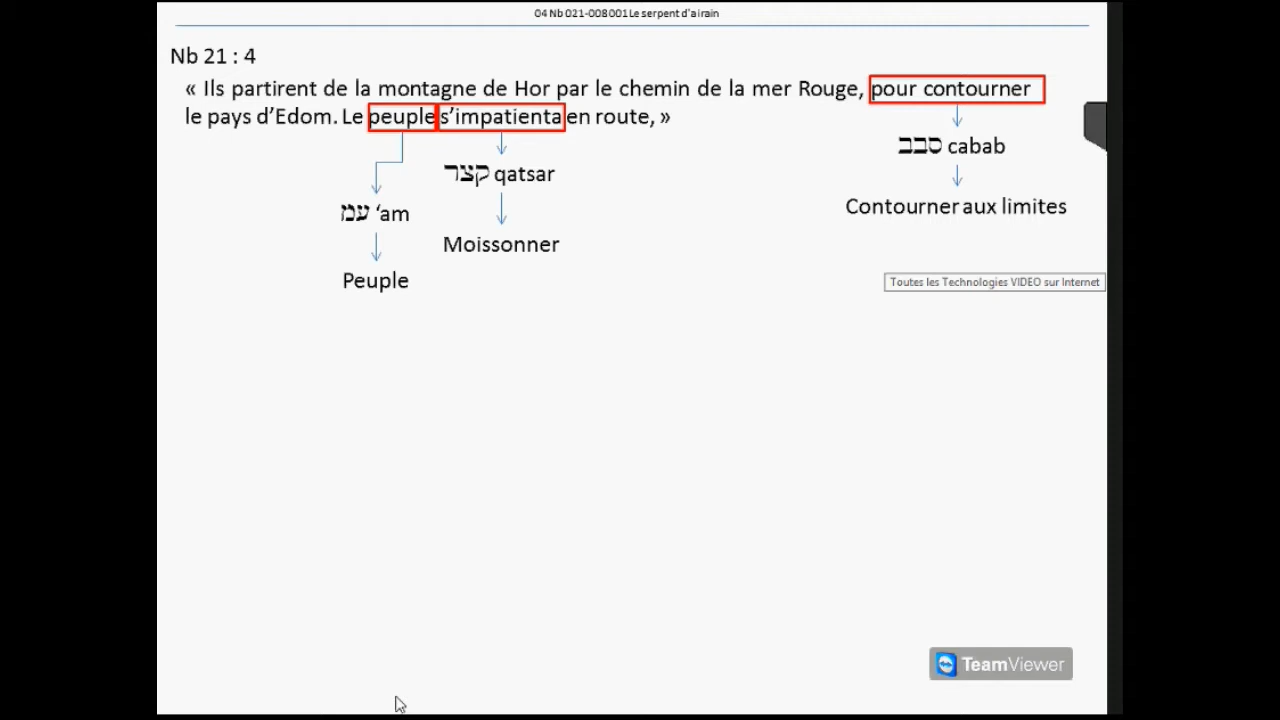 04 Nb 021-008 001 Le serpent d'airain
Nb 21 : 4
« Ils partirent de la montagne de Hor par le chemin de la mer Rouge, pour contourner
le pays d’Edom. Le peuple s’impatienta en route, »
סבב cabab
קצר qatsar
Contourner aux limites
עמ ‘am
Moissonner
Peuple
Toutes les Technologies VIDEO sur Internet
TeamViewer